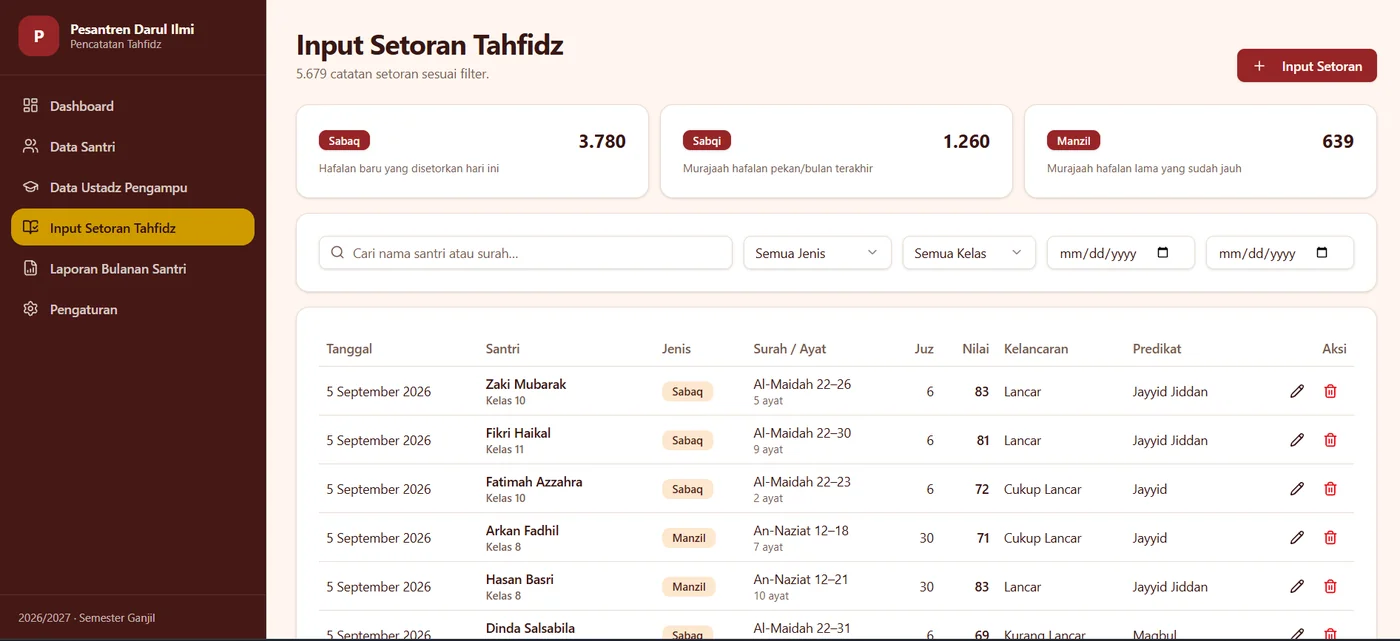 P
Pesantren Darul Ilmi
Pencatatan Tahfidz
Dashboard
Data Santri
Data Ustadz Pengampu
Input Setoran Tahfidz
Laporan Bulanan Santri
Pengaturan
2026/2027 · Semester Ganjil
Input Setoran Tahfidz
5.679 catatan setoran sesuai filter.
+ Input Setoran
Sabaq 3.780
Hafalan baru yang disetorkan hari ini
Sabqi 1.260
Murajaah hafalan pekan/bulan terakhir
Manzil 639
Murajaah hafalan lama yang sudah jauh
Cari nama santri atau surah... Semua Jenis Semua Kelas mm/dd/yyyy mm/dd/yyyy
Tanggal Santri Jenis Surah / Ayat Juz Nilai Kelancaran Predikat Aksi
5 September 2026 Zaki Mubarak Sabaq Al-Maidah 22–26 6 83 Lancar Jayyid Jiddan
Kelas 10 5 ayat
5 September 2026 Fikri Haikal Sabaq Al-Maidah 22–30 6 81 Lancar Jayyid Jiddan
Kelas 11 9 ayat
5 September 2026 Fatimah Azzahra Sabaq Al-Maidah 22–23 6 72 Cukup Lancar Jayyid
Kelas 10 2 ayat
5 September 2026 Arkan Fadhil Manzil An-Naziat 12–18 30 71 Cukup Lancar Jayyid
Kelas 8 7 ayat
5 September 2026 Hasan Basri Manzil An-Naziat 12–21 30 83 Lancar Jayyid Jiddan
Kelas 8 10 ayat
5 September 2026 Dinda Salsabila Sabaq Al-Maidah 22–31 6 69 Kurang Lancar Maqbul